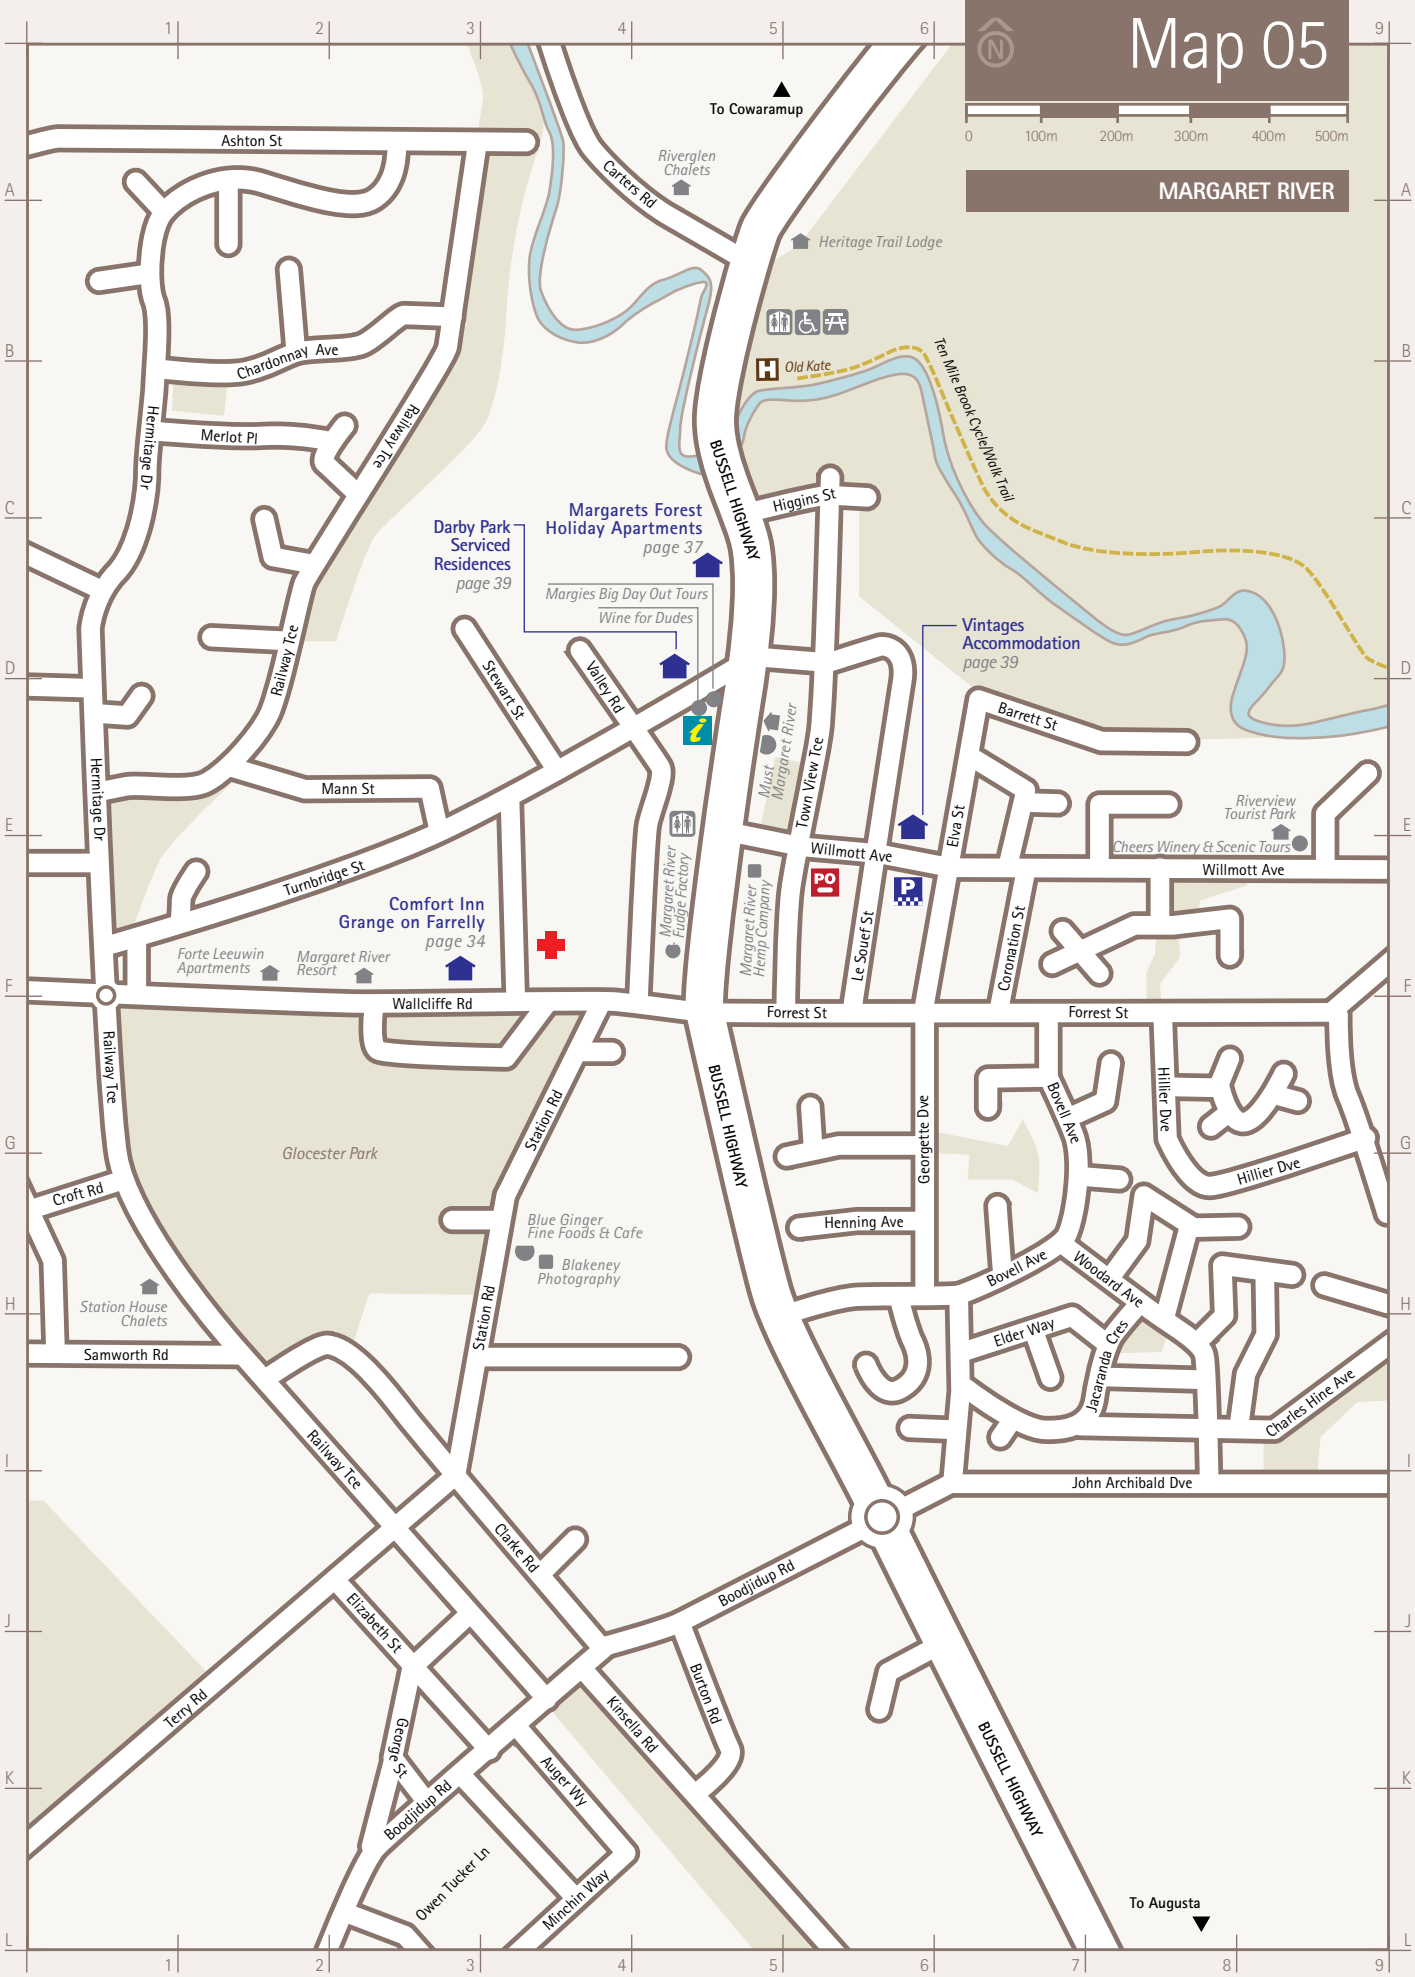 1 2 3 4 5 6 9
Map 05
N
0 100m 200m 300m 400m 500m
MARGARET RIVER
To Cowaramup
Ashton St
Riverglen
Chalets
Carters Rd
A A
Heritage Trail Lodge
B B
Chardonnay Ave
H Old Kate
Ten Mile Brook Cycle/Walk Trail
Hermitage Dr
Merlot Pl
Railway Tce
BUSSELL HIGHWAY
Higgins St
C C
Margarets Forest
Holiday Apartments
page 37
Darby Park
Serviced
Residences
page 39
Margies Big Day Out Tours
Wine for Dudes
Vintages
Accommodation
page 39
D D
Railway Tce
Stewart St
Valley Rd
Barrett St
i
Must
Margaret River
Town View Tce
Hermitage Dr
Mann St
Elva St
Riverview
Tourist Park
Cheers Winery & Scenic Tours
E E
Willmott Ave
Willmott Ave
Turnbridge St
Margaret River
Fudge Factory
Margaret River
Hemp Company
PO
P
Comfort Inn
Grange on Farrelly
page 34
Le Souef St
Coronation St
Forte Leeuwin
Apartments
Margaret River
Resort
F F
Wallcliffe Rd
Forrest St
Forrest St
Railway Tce
BUSSELL HIGHWAY
Station Rd
Georgette Dve
Bovell Ave
Hillier Dve
Glocester Park
G G
Hillier Dve
Croft Rd
Blue Ginger
Fine Foods & Cafe
Blakeney
Photography
Henning Ave
Bovell Ave
Woodard Ave
Station House
Chalets
H H
Station Rd
Elder Way
Jacaranda Cres
Samworth Rd
Charles Hine Ave
Railway Tce
I I
John Archibald Dve
Clarke Rd
Boodjidup Rd
Elizabeth St
J J
Burton Rd
Terry Rd
Kinsella Rd
George St
BUSSELL HIGHWAY
K K
Auger Wy
Boodjidup Rd
Owen Tucker Ln
Minchin Way
To Augusta
L L
1 2 3 4 5 6 7 8 9